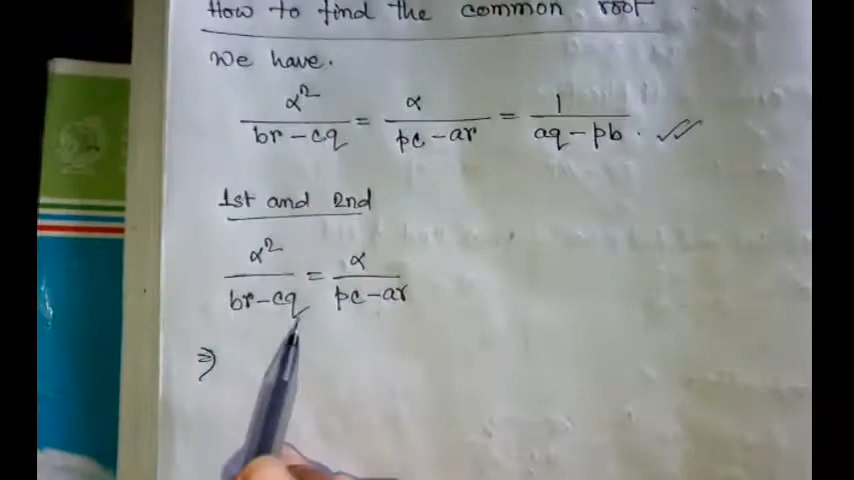 How to find the common root
We have.
α²/(br-cq) = α/(pc-ar) = 1/(aq-pb). ✓✓
1st and 2nd
α²/(br-cq) = α/(pc-ar)
⇒